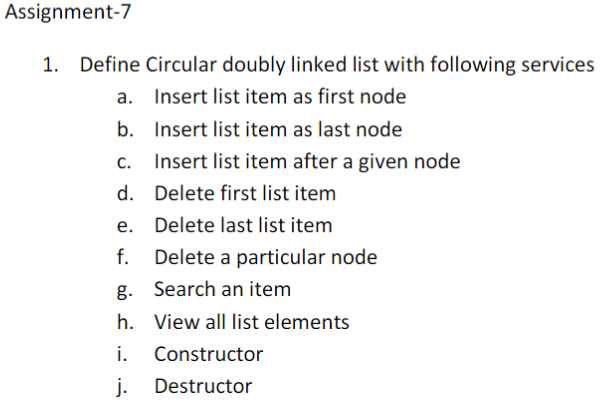 Assignment-7
1. Define Circular doubly linked list with following services
a. Insert list item as first node
b. Insert list item as last node
c. Insert list item after a given node
d. Delete first list item
e. Delete last list item
f. Delete a particular node
g. Search an item
h. View all list elements
i. Constructor
j. Destructor